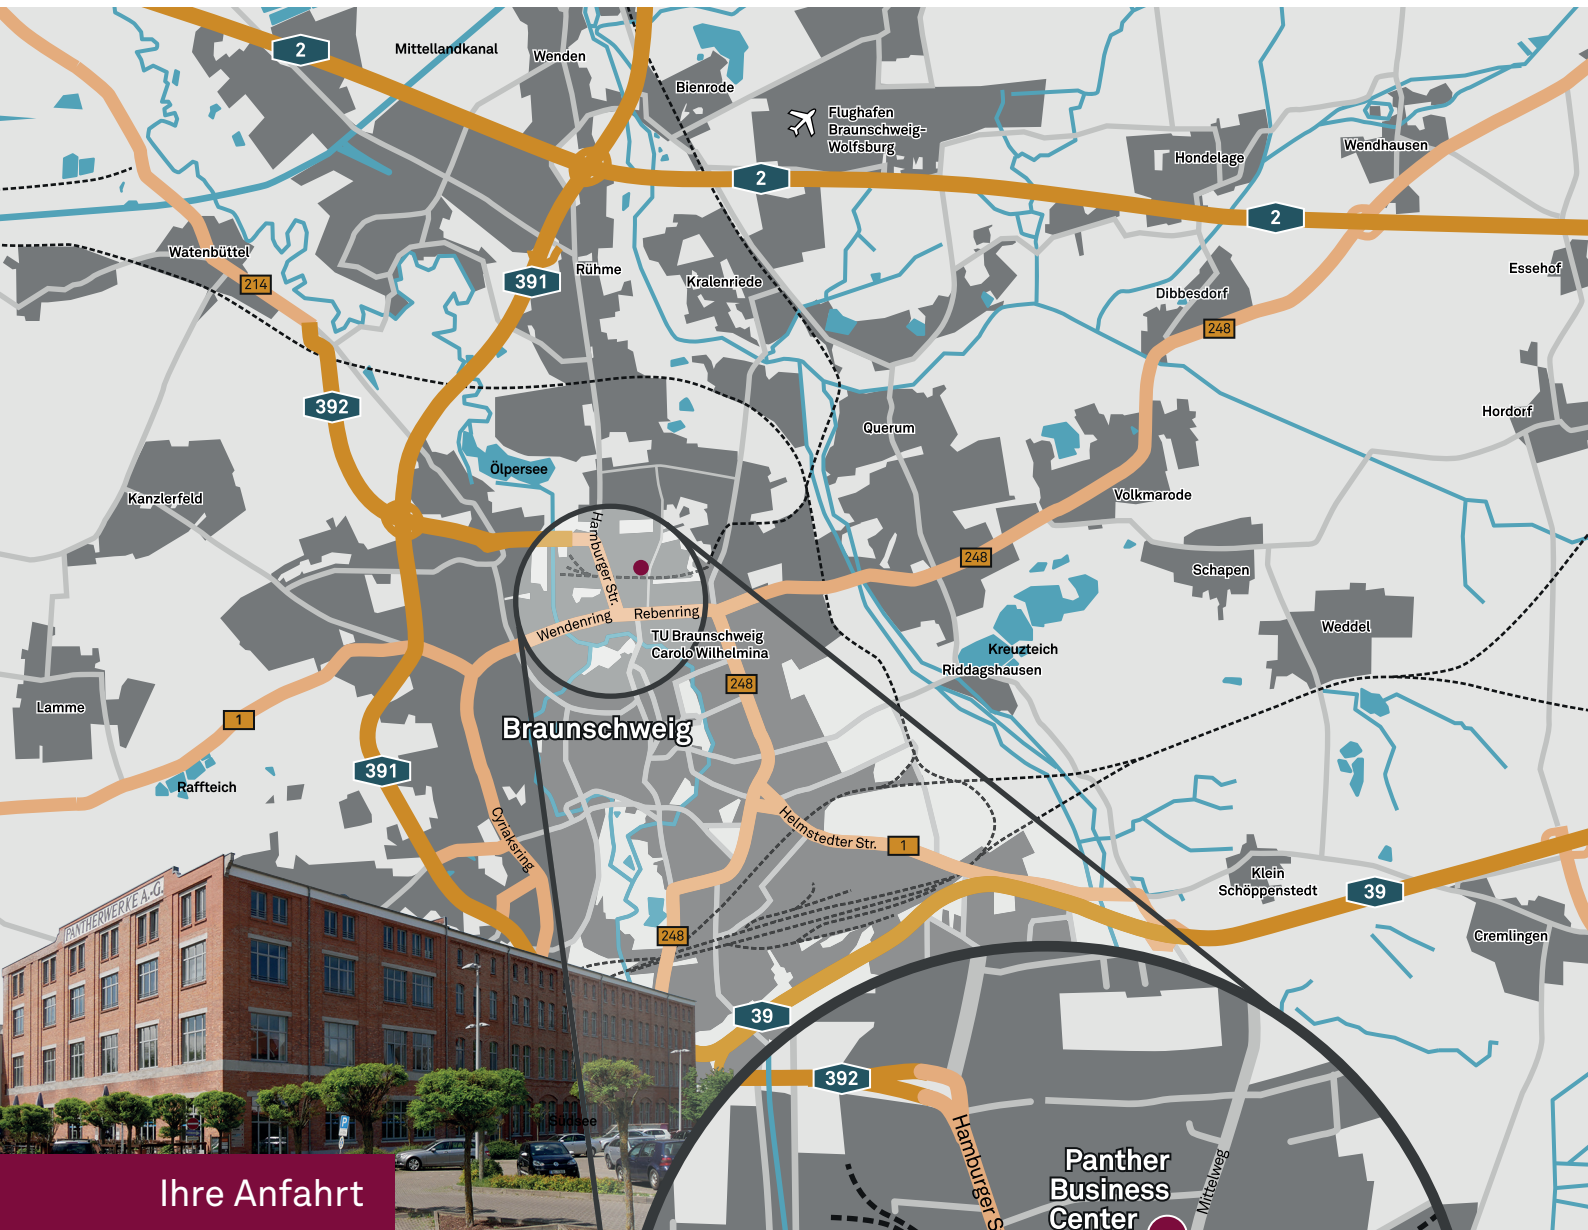 2
Mittellandkanal
Wenden
Bienrode
Flughafen
Braunschweig-
Wolfsburg
Hondelage
Wendhausen
2
2
Watenbüttel
214
391
Rühme
Kralenriede
Essehof
Dibbesdorf
248
392
Querum
Hordorf
Ölpersee
Kanzlerfeld
Volkmarode
Hamburger Str.
248
Schapen
Wendenring
Rebenring
TU Braunschweig
Carolo Wilhelmina
Weddel
Kreuzteich
Riddagshausen
248
Lamme
1
Braunschweig
391
Raffteich
Cyriaksring
Helmstedter Str.
1
Klein
Schöppenstedt
39
PANTHERWERKE A.-G.
248
Cremlingen
39
392
Südsee
Hamburger S
Panther
Business
Center
Mittelweg
Ihre Anfahrt